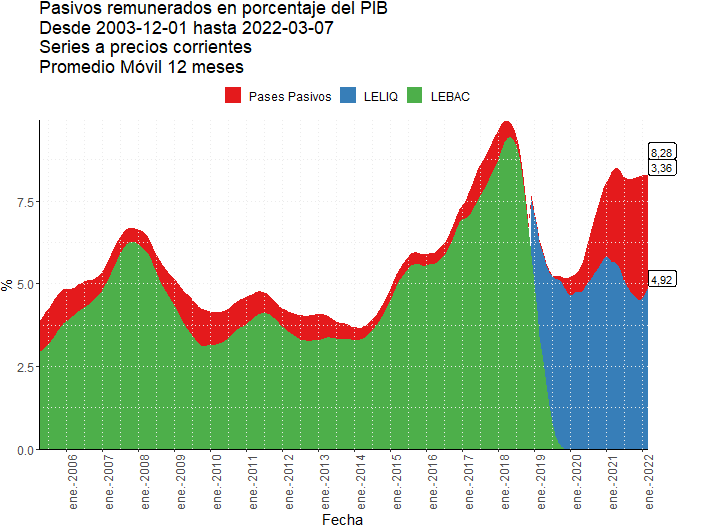 Pasivos remunerados en porcentaje del PIB
Desde 2003-12-01 hasta 2022-03-07
Series a precios corrientes
Promedio Móvil 12 meses
Pases Pasivos LELIQ LEBAC
8,28
3,36
7.5
5.0
4,92
%
2.5
0.0
ene.-2006 ene.-2007 ene.-2008 ene.-2009 ene.-2010 ene.-2011 ene.-2012 ene.-2013 ene.-2014 ene.-2015 ene.-2016 ene.-2017 ene.-2018 ene.-2019 ene.-2020 ene.-2021 ene.-2022
Fecha